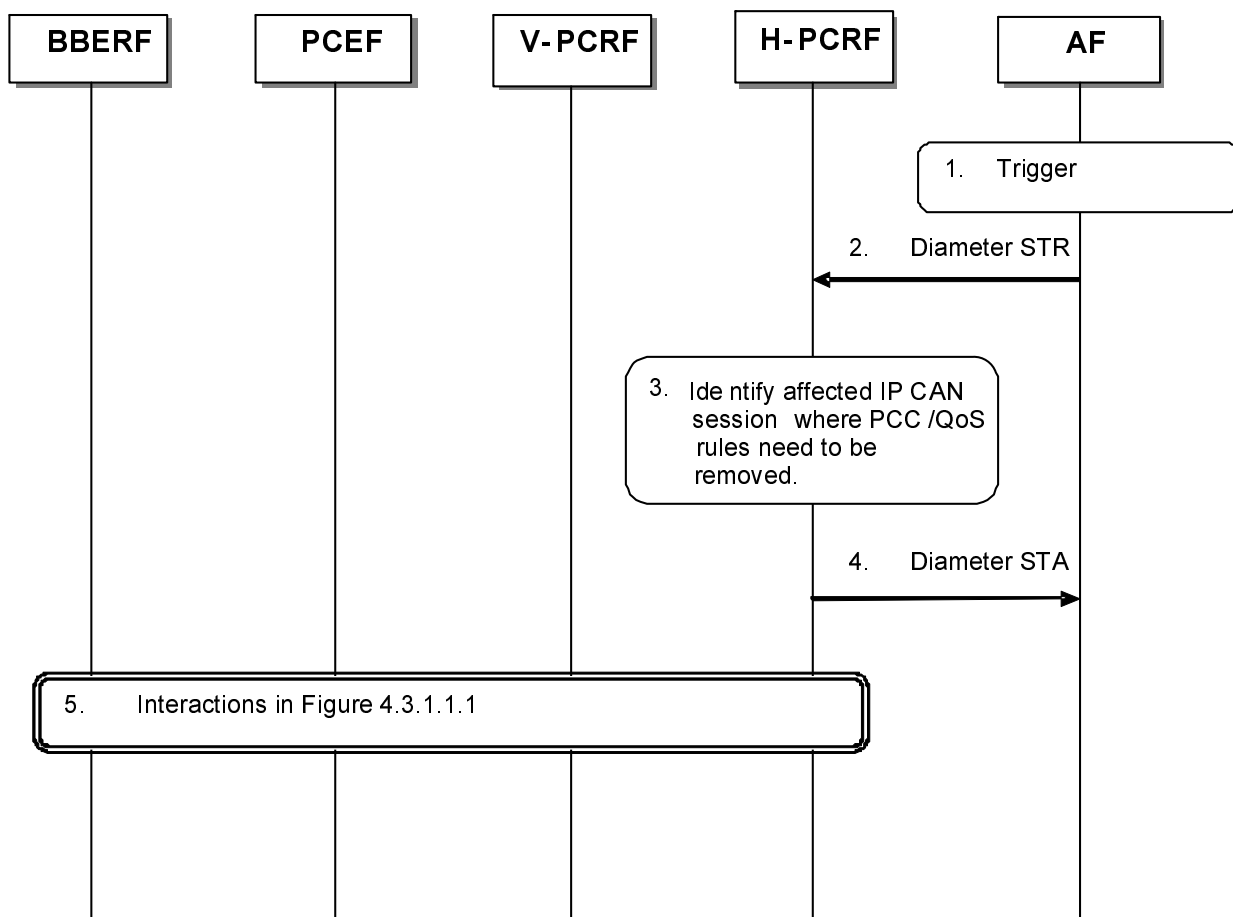 BBERF
PCEF
V-PCRF
H-PCRF
AF
1. Trigger
2. Diameter STR
3. Ide ntify affected IP CAN
session where PCC /QoS
rules need to be
removed.
4. Diameter STA
5. Interactions in Figure 4.3.1.1.1